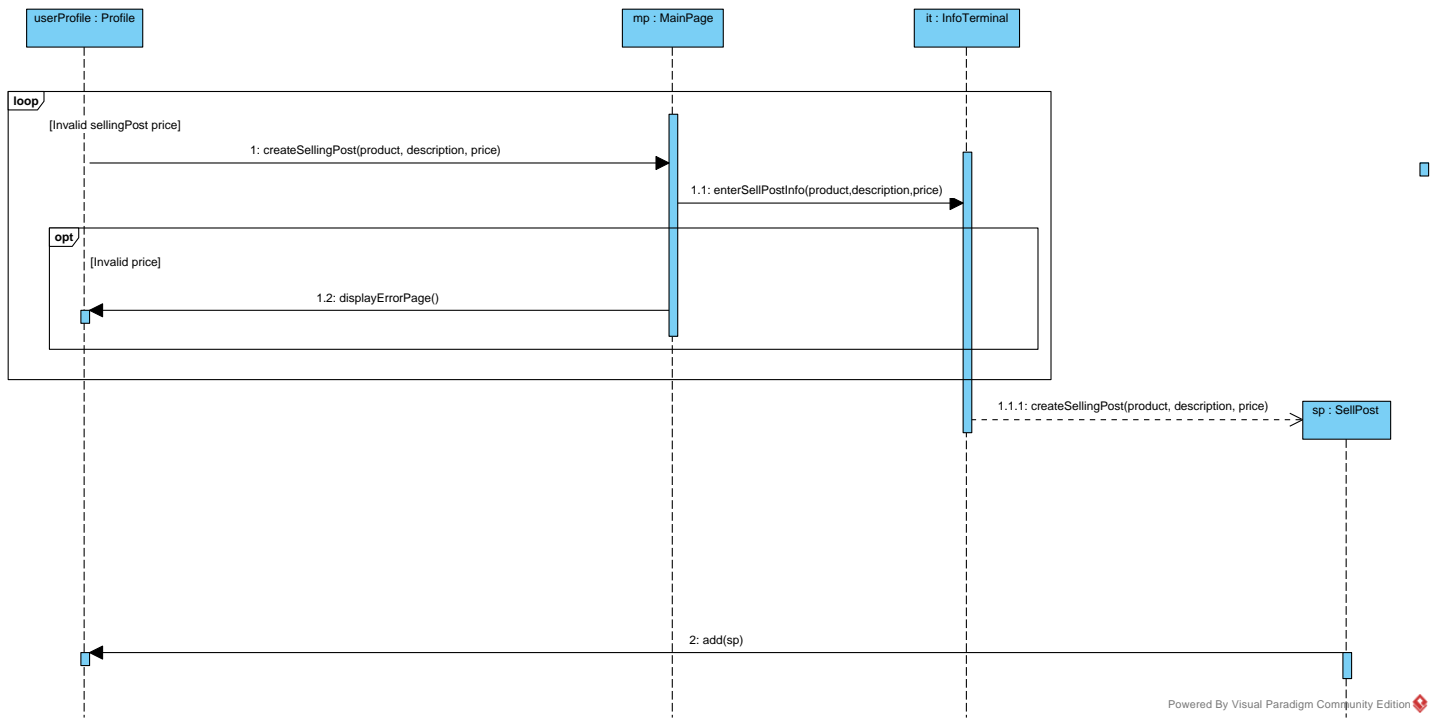 userProfile : Profile
mp : MainPage
it : InfoTerminal
loop
[Invalid sellingPost price]
1: createSellingPost(product, description, price)
1.1: enterSellPostInfo(product,description,price)
opt
[Invalid price]
1.2: displayErrorPage()
1.1.1: createSellingPost(product, description, price)
sp : SellPost
2: add(sp)
Powered By Visual Paradigm Community Edition